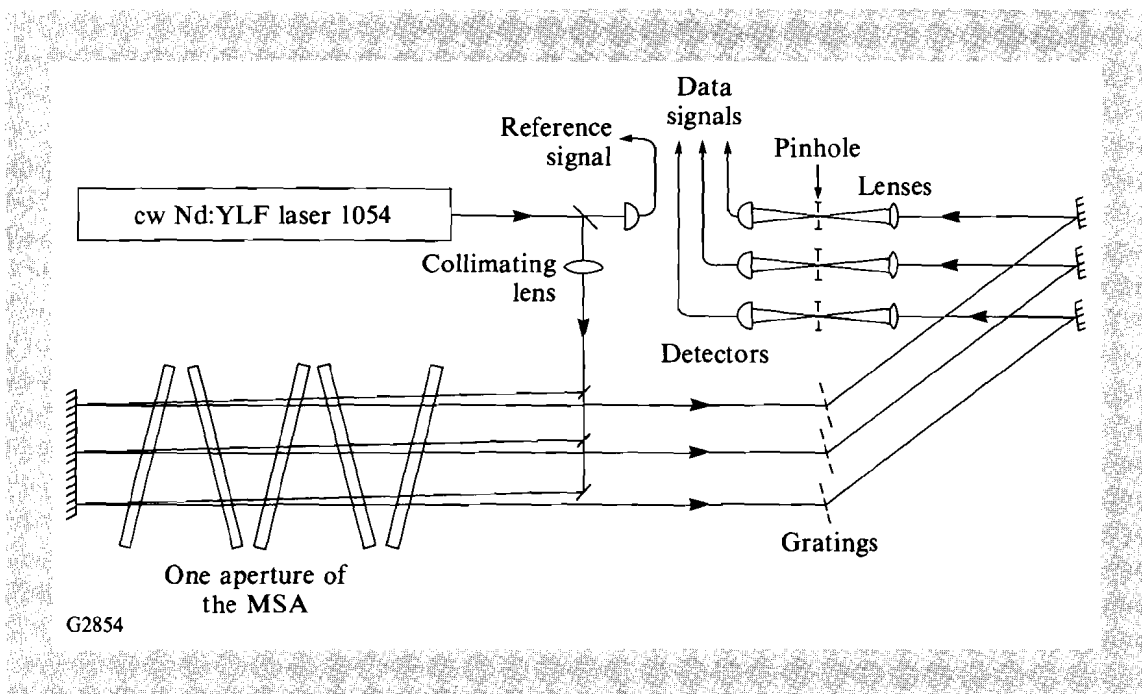 Data
signals
Reference
signal
Pinhole
Lenses
cw Nd:YLF laser 1054
Collimating
lens
Detectors
Gratings
One aperture of
the MSA
G2854